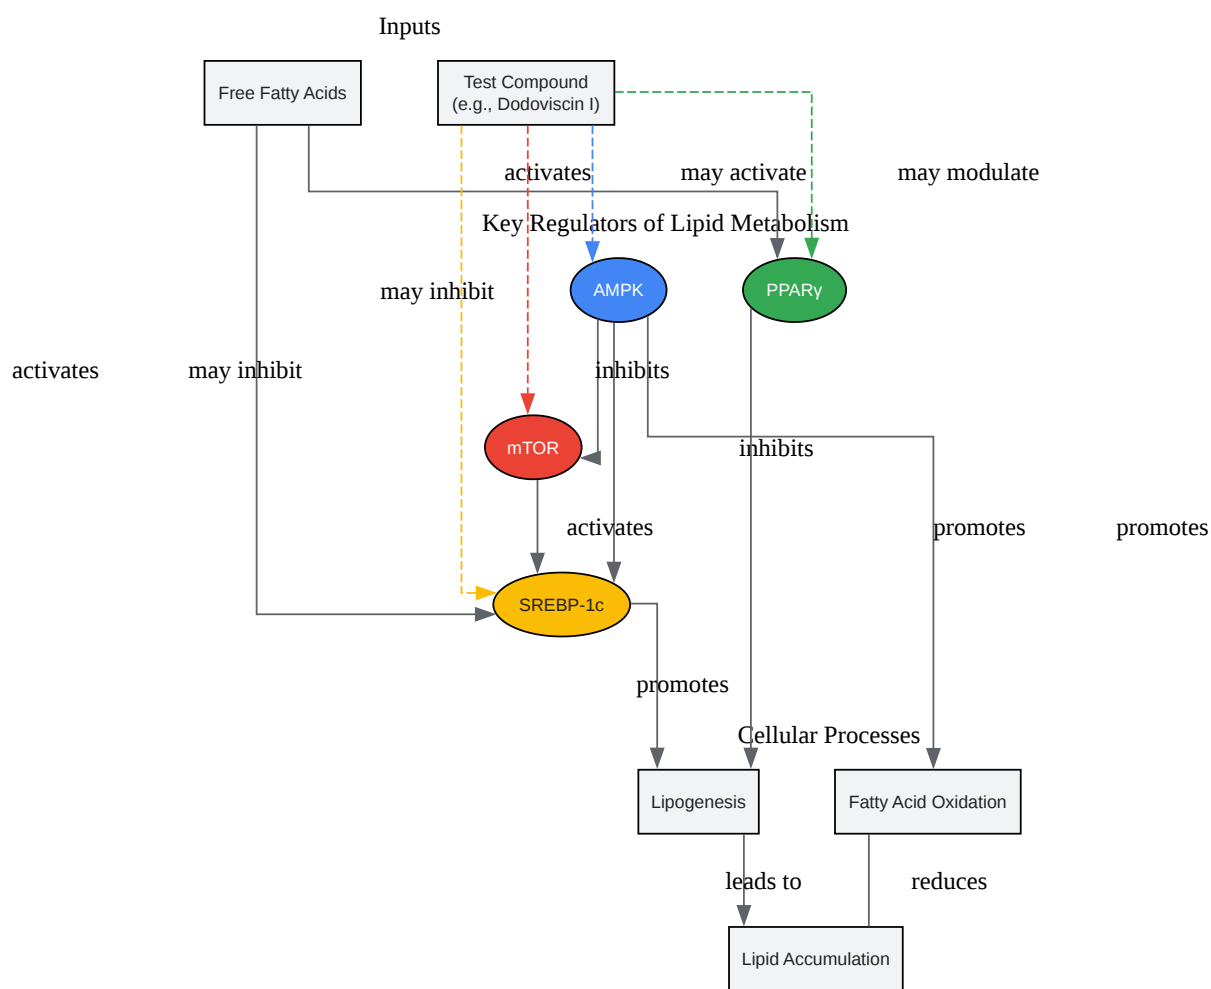 Inputs
Free Fatty Acids
Test Compound
(e.g., Dodoviscin I)
activates
may activate
may modulate
Key Regulators of Lipid Metabolism
AMPK
PPARγ
may inhibit
activates
may inhibit
inhibits
mTOR
inhibits
activates
promotes
promotes
SREBP-1c
promotes
Cellular Processes
Lipogenesis
Fatty Acid Oxidation
leads to
reduces
Lipid Accumulation